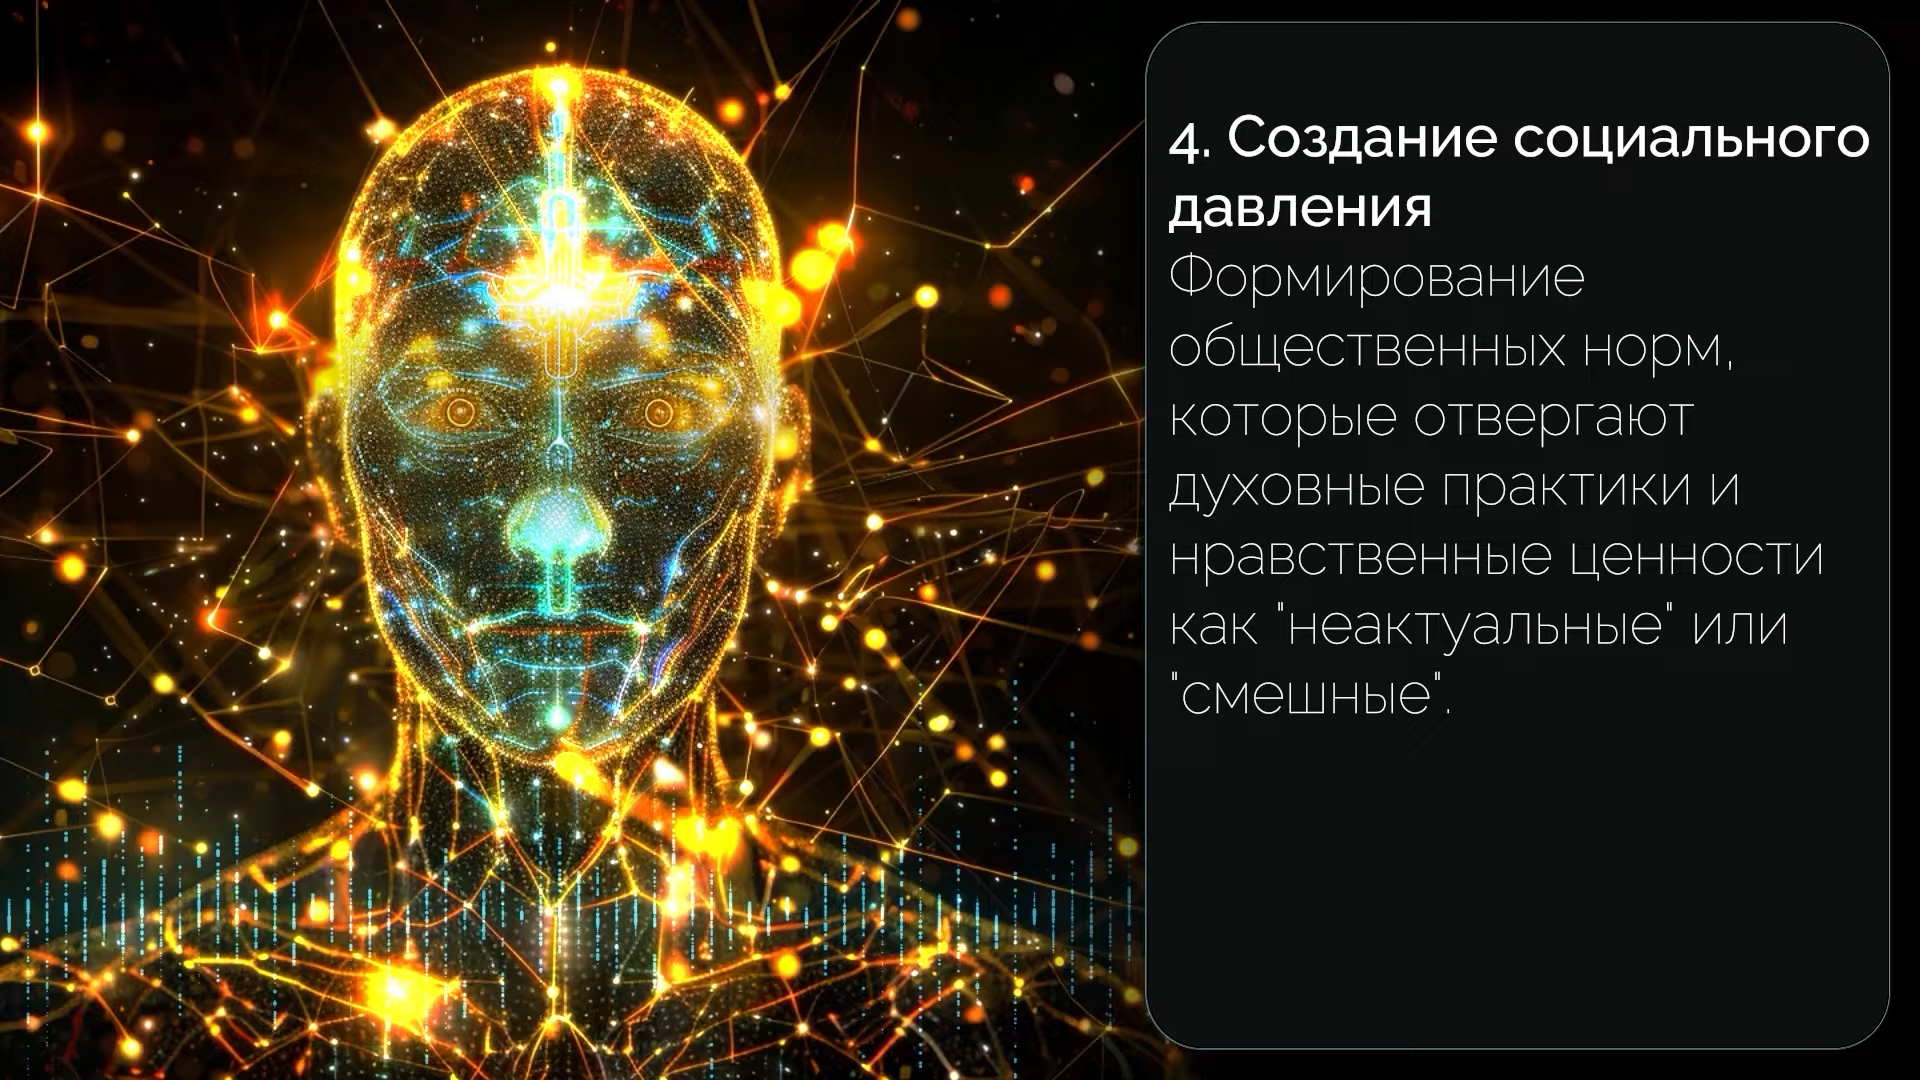 4. Создание социального
давления
Формирование
общественных норм,
которые отвергают
духовные практики и
нравственные ценности
как "неактуальные" или
"смешные".